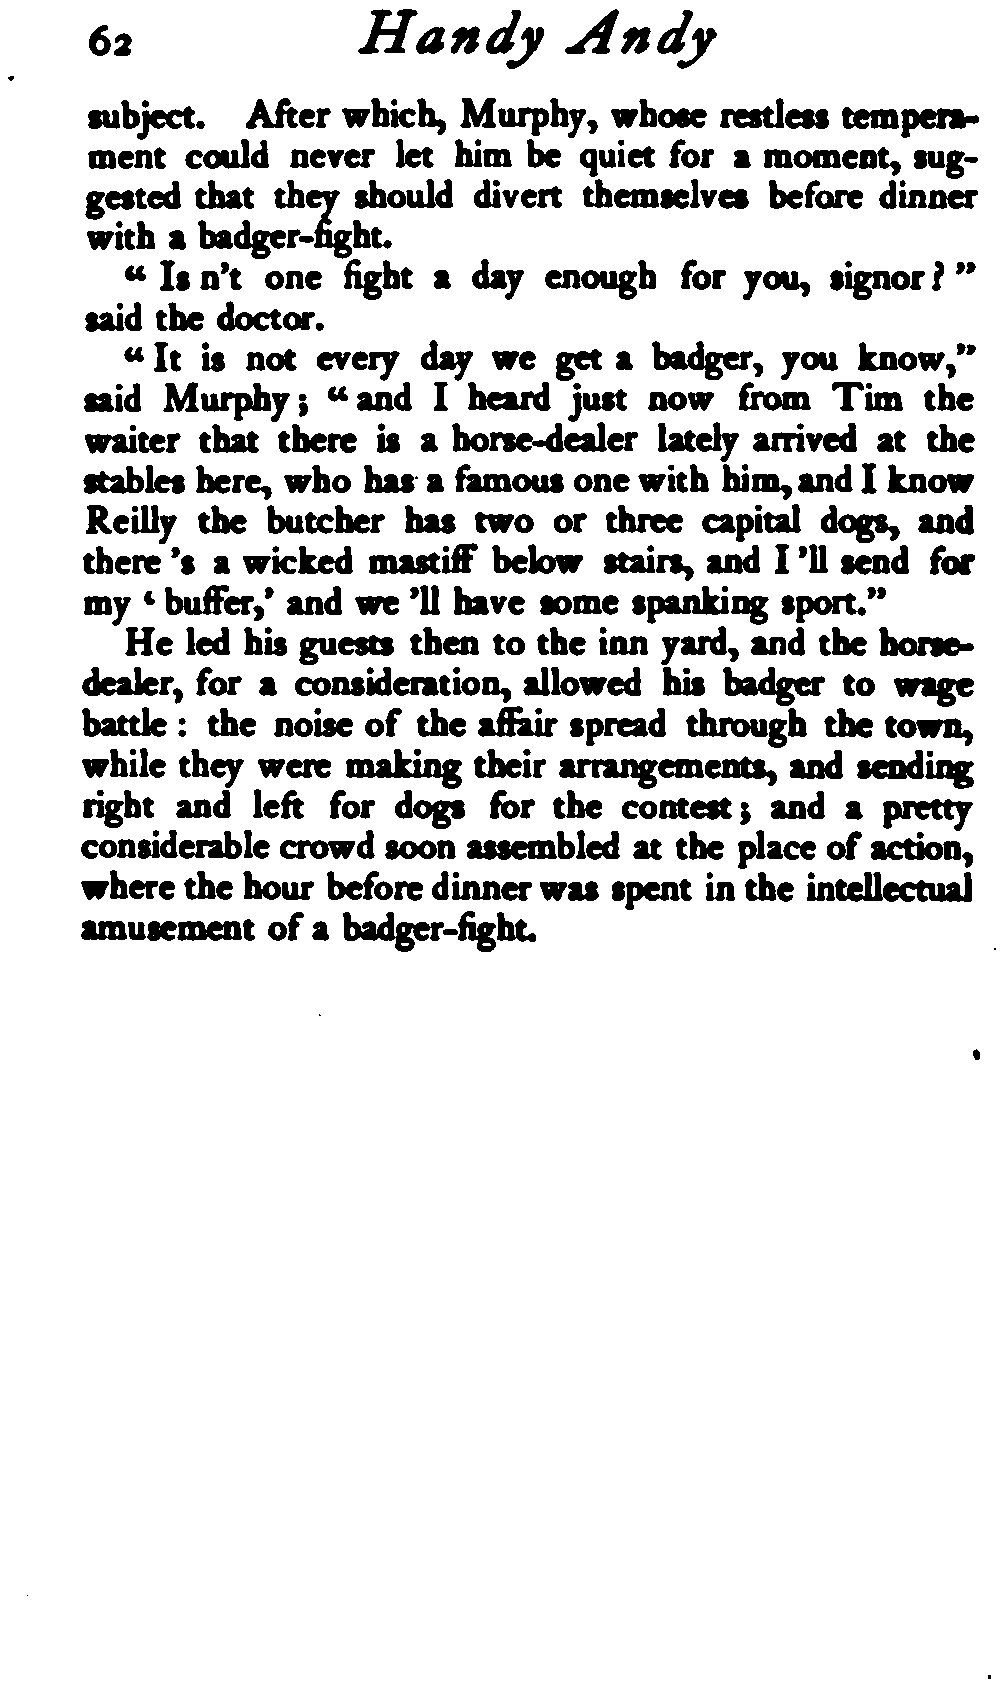 62 Handy Andy
subject. After which, Murphy, whose restless tempera-
ment could never let him be quiet for a moment, sug-
gested that they should divert themselves before dinner
with a badger-fight.
“ Is n’t one fight a day enough for you, signor ? ”
said the doctor.
“ It is not every day we get a badger, you know,”
said Murphy ; “ and I heard just now from Tim the
waiter that there is a horse-dealer lately arrived at the
stables here, who has a famous one with him, and I know
Reilly the butcher has two or three capital dogs, and
there ’s a wicked mastiff below stairs, and I ’ll send for
my ‘ buffer,’ and we ’ll have some spanking sport.”
He led his guests then to the inn yard, and the horse-
dealer, for a consideration, allowed his badger to wage
battle : the noise of the affair spread through the town,
while they were making their arrangements, and sending
right and left for dogs for the contest ; and a pretty
considerable crowd soon assembled at the place of action,
where the hour before dinner was spent in the intellectual
amusement of a badger-fight.